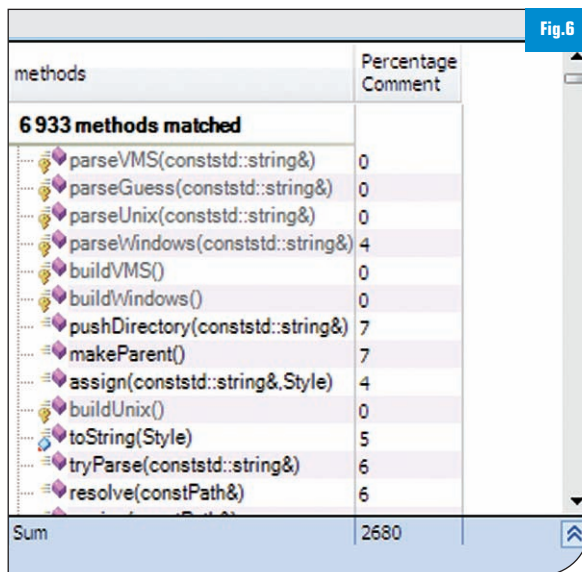 Fig.6
methods Percentage Comment
6 933 methods matched
parseVMS(conststd::string&) 0
parseGuess(conststd::string&) 0
parseUnix(conststd::string&) 0
parseWindows(conststd::string&) 4
buildVMS() 0
buildWindows() 0
pushDirectory(conststd::string&) 7
makeParent() 7
assign(conststd::string&,Style) 4
buildUnix() 0
toString(Style) 5
tryParse(conststd::string&) 6
resolve(constPath&) 6
Sum 2680